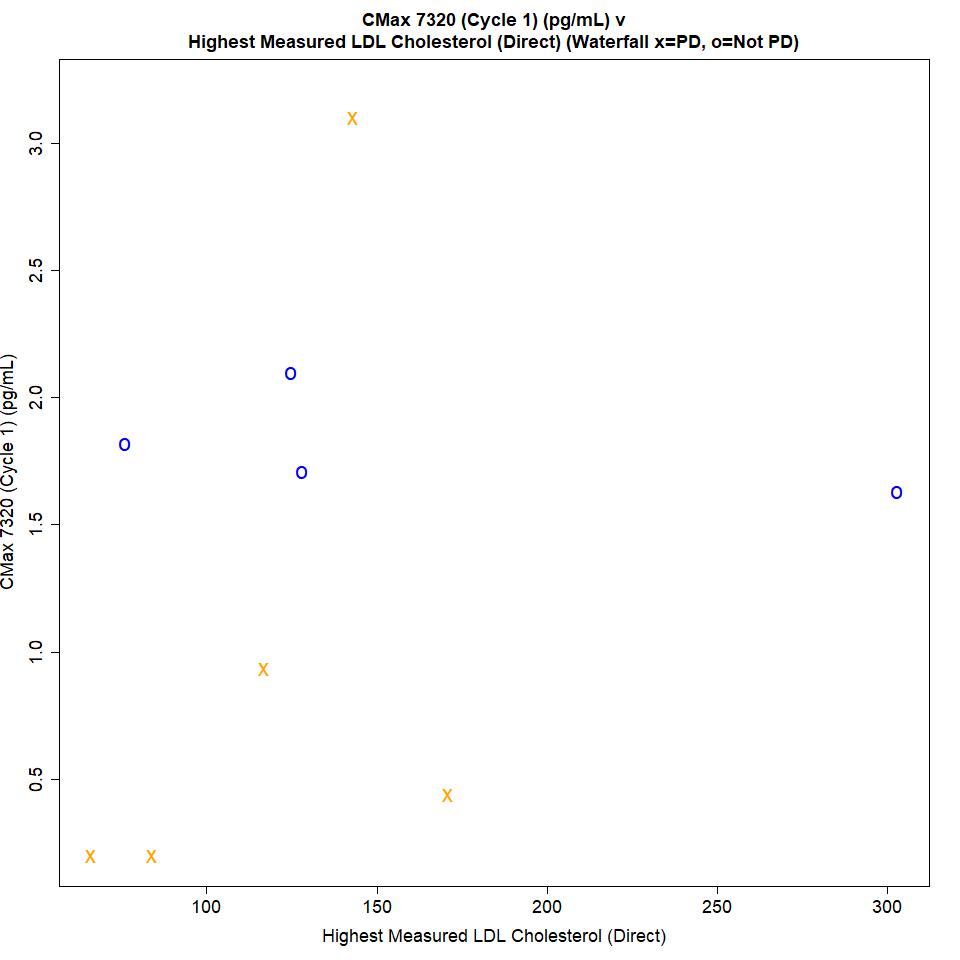 CMax 7320 (Cycle 1) (pg/mL) v
Highest Measured LDL Cholesterol (Direct) (Waterfall x=PD, o=Not PD)
CMax 7320 (Cycle 1) (pg/mL)
3.0
2.5
2.0
1.5
1.0
0.5
X
O
O
O
O
X
X
X
X
100
150
200
250
300
Highest Measured LDL Cholesterol (Direct)